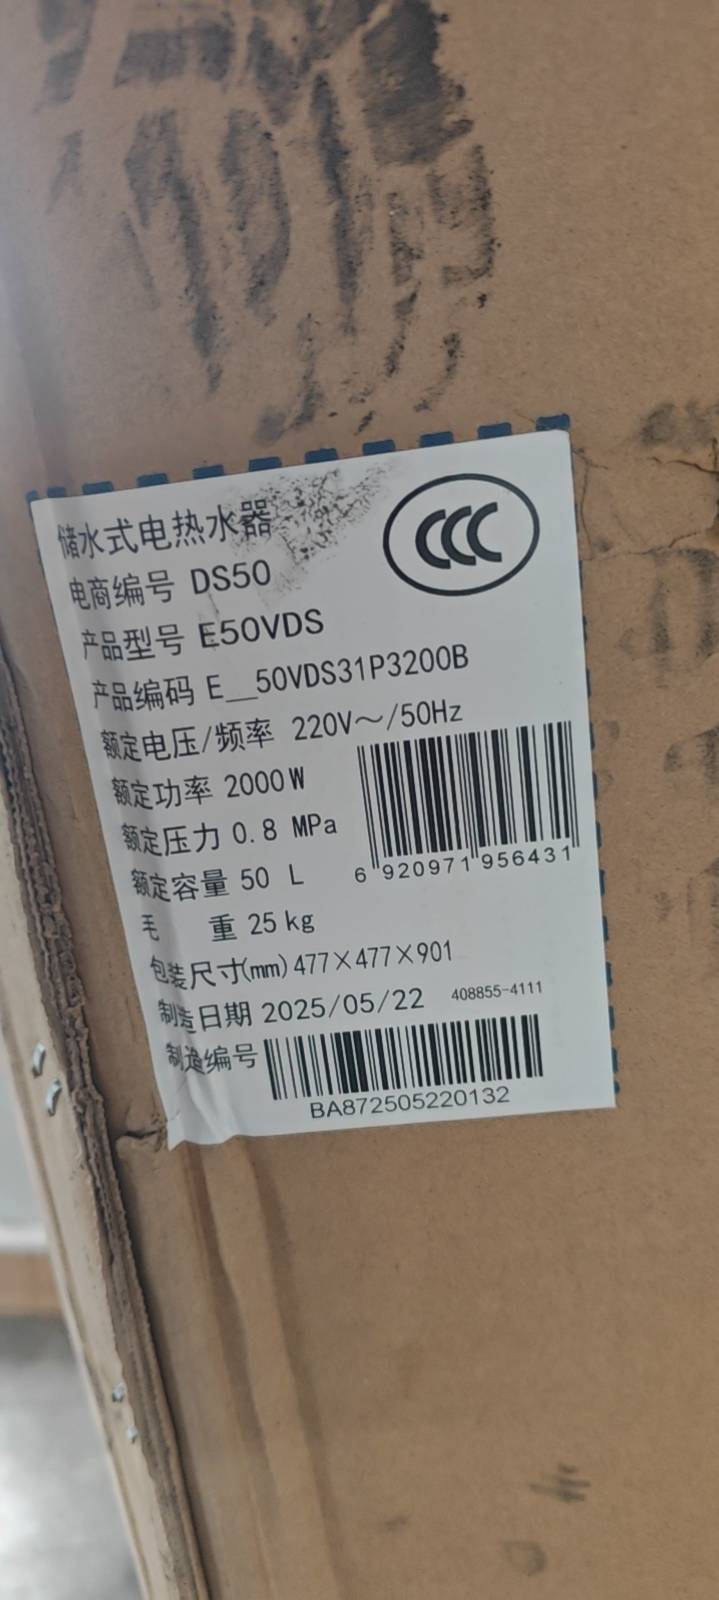 储水式电热水器
CCC
电商编号 DS50
产品型号 E50VDS
产品编码 E__50VDS31P3200B
额定电压/频率 220V～/50Hz
额定功率 2000W
额定压力 0.8 MPa
6 920971 956431
额定容量 50 L
毛 重 25kg
包装尺寸(mm) 477×477×901
制造日期 2025/05/22 408855-4111
制造编号
BA872505220132